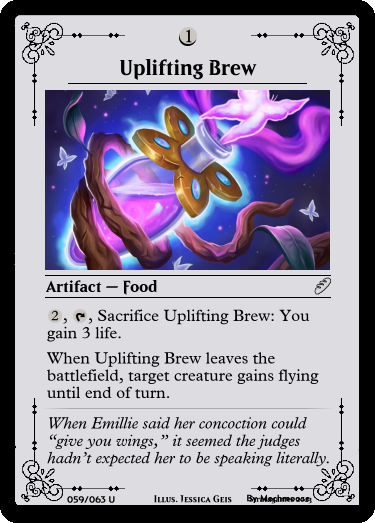 1
Uplifting Brew
Artifact — Food
2, , Sacrifice Uplifting Brew: You
gain 3 life.
When Uplifting Brew leaves the
battlefield, target creature gains flying
until end of turn.
When Emillie said her concoction could
“give you wings,” it seemed the judges
hadn’t expected her to be speaking literally.
059/063 U
Illus. Jessica Geis
By Machmoose